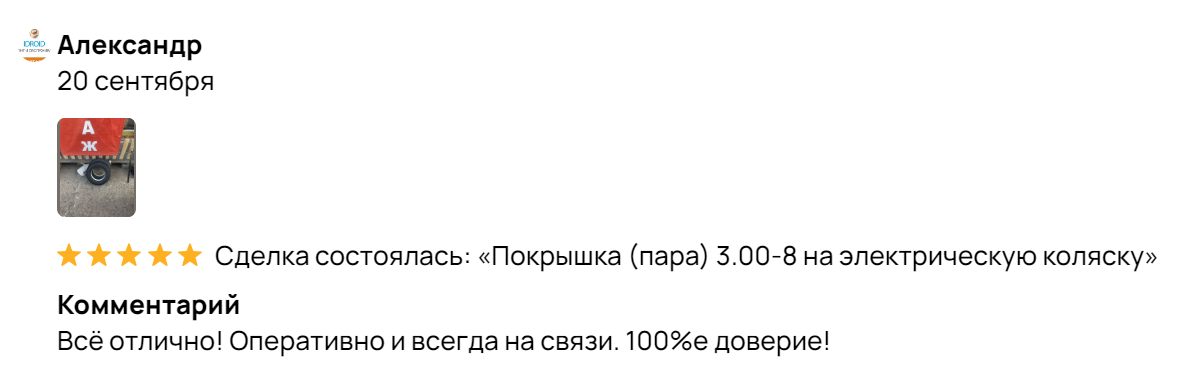 IDROID
Александр
20 сентября
А
Ж
Сделка состоялась: «Покрышка (пара) 3.00-8 на электрическую коляску»
Комментарий
Всё отлично! Оперативно и всегда на связи. 100%е доверие!